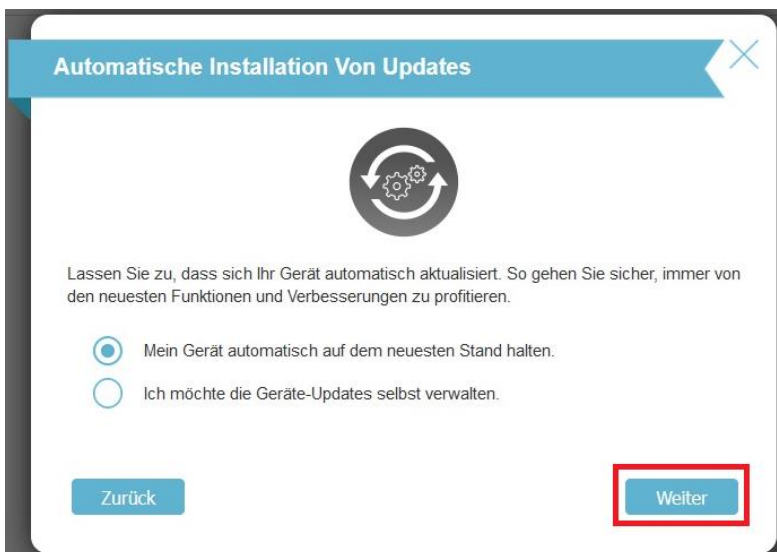 Automatische Installation Von Updates
Lassen Sie zu, dass sich Ihr Gerät automatisch aktualisiert. So gehen Sie sicher, immer von
den neuesten Funktionen und Verbesserungen zu profitieren.
Mein Gerät automatisch auf dem neuesten Stand halten.
Ich möchte die Geräte-Updates selbst verwalten.
Zurück
Weiter